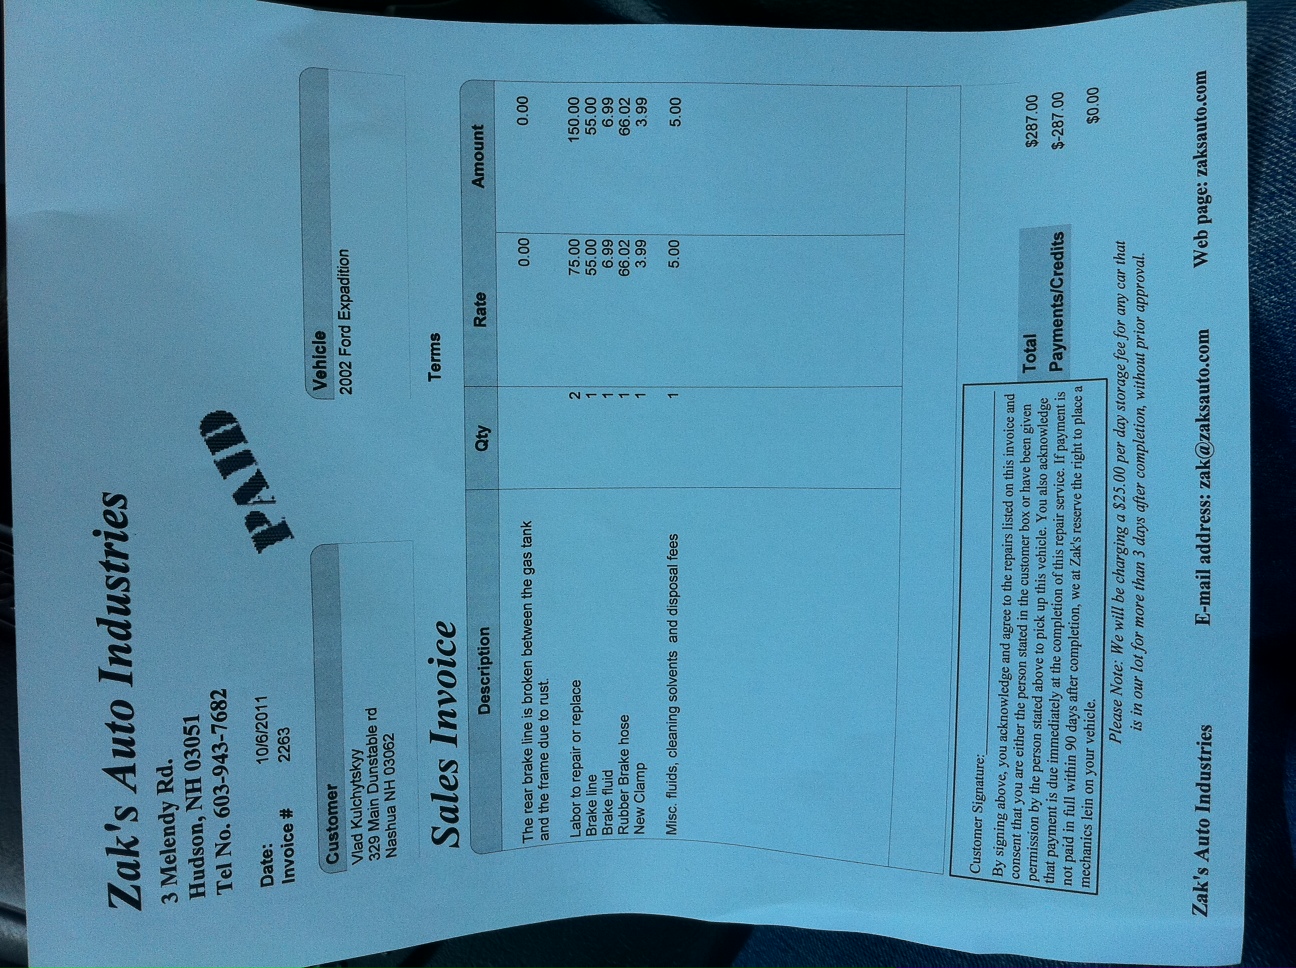 Zak's Auto Industries
3 Melendy Rd.
Hudson, NH 03051
Tel No. 603-943-7682
PAID
Date: 10/6/2011
Invoice # 2263
Customer
Vlad Kulchytskyy
329 Main Dunstable rd
Nashua NH 03062
Vehicle
2002 Ford Expadition
Sales Invoice
Terms
Description Qty Rate Amount
The rear brake line is broken between the gas tank 0.00 0.00
and the frame due to rust.
Labor to repair or replace 2 75.00 150.00
Brake line 1 55.00 55.00
Brake fluid 1 6.99 6.99
Rubber Brake hose 1 66.02 66.02
New Clamp 1 3.99 3.99
Misc. fluids, cleaning solvents and disposal fees 1 5.00 5.00
Customer Signature:
By signing above, you acknowledge and agree to the repairs listed on this invoice and
consent that you are either the person stated in the customer box or have been given
permission by the person stated above to pick up this vehicle. You also acknowledge
that payment is due immediately at the completion of this repair service. If payment is
not paid in full within 90 days after completion, we at Zak's reserve the right to place a
mechanics lein on your vehicle.
Total $287.00
Payments/Credits $-287.00
$0.00
Please Note: We will be charging a $25.00 per day storage fee for any car that
is in our lot for more than 3 days after completion, without prior approval.
Zak's Auto Industries E-mail address: zak@zaksauto.com Web page: zaksauto.com